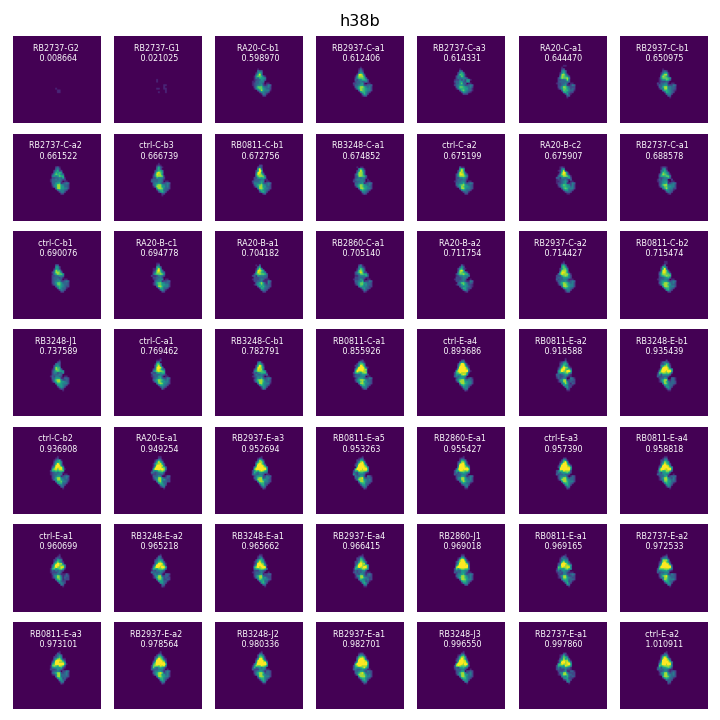 h38b
RB2737-G2
0.008664
RB2737-G1
0.021025
RA20-C-b1
0.598970
RB2937-C-a1
0.612406
RB2737-C-a3
0.614331
RA20-C-a1
0.644470
RB2937-C-b1
0.650975
RB2737-C-a2
0.661522
ctrl-C-b3
0.666739
RB0811-C-b1
0.672756
RB3248-C-a1
0.674852
ctrl-C-a2
0.675199
RA20-B-c2
0.675907
RB2737-C-a1
0.688578
ctrl-C-b1
0.690076
RA20-B-c1
0.694778
RA20-B-a1
0.704182
RB2860-C-a1
0.705140
RA20-B-a2
0.711754
RB2937-C-a2
0.714427
RB0811-C-b2
0.715474
RB3248-J1
0.737589
ctrl-C-a1
0.769462
RB3248-C-b1
0.782791
RB0811-C-a1
0.855926
ctrl-E-a4
0.893686
RB0811-E-a2
0.918588
RB3248-E-b1
0.935439
ctrl-C-b2
0.936908
RA20-E-a1
0.949254
RB2937-E-a3
0.952694
RB0811-E-a5
0.953263
RB2860-E-a1
0.955427
ctrl-E-a3
0.957390
RB0811-E-a4
0.958818
ctrl-E-a1
0.960699
RB3248-E-a2
0.965218
RB3248-E-a1
0.965662
RB2937-E-a4
0.966415
RB2860-J1
0.969018
RB0811-E-a1
0.969165
RB2737-E-a2
0.972533
RB0811-E-a3
0.973101
RB2937-E-a2
0.978564
RB3248-J2
0.980336
RB2937-E-a1
0.982701
RB3248-J3
0.996550
RB2737-E-a1
0.997860
ctrl-E-a2
1.010911